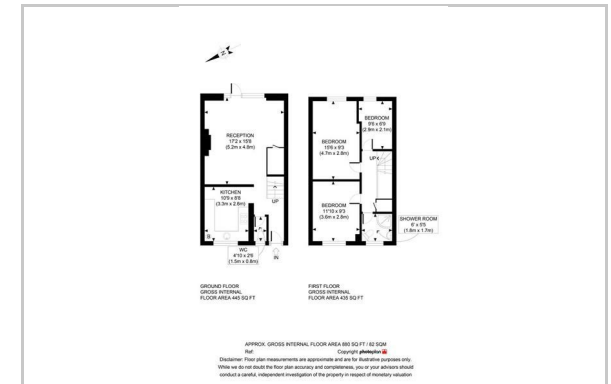 N
RECEPTION
17'2 x 15'8
(5.2m x 4.8m)
KITCHEN
10'9 x 8'8
(3.3m x 2.6m)
B
UP
WC
4'10 x 2'6
(1.5m x 0.8m)
IN
BEDROOM
15'6 x 9'3
(4.7m x 2.8m)
BEDROOM
9'6 x 6'9
(2.9m x 2.1m)
UP
BEDROOM
11'10 x 9'3
(3.6m x 2.8m)
SHOWER ROOM
6' x 5'5
(1.8m x 1.7m)
GROUND FLOOR
GROSS INTERNAL
FLOOR AREA 445 SQ FT
FIRST FLOOR
GROSS INTERNAL
FLOOR AREA 435 SQ FT
APPROX. GROSS INTERNAL FLOOR AREA 880 SQ FT / 82 SQM
Ref: Copyright photoplan
Disclaimer: Floor plan measurements are approximate and are for illustrative purposes only.
While we do not doubt the floor plan accuracy and completeness, you or your advisors should
conduct a careful, independent investigation of the property in respect of monetary valuation